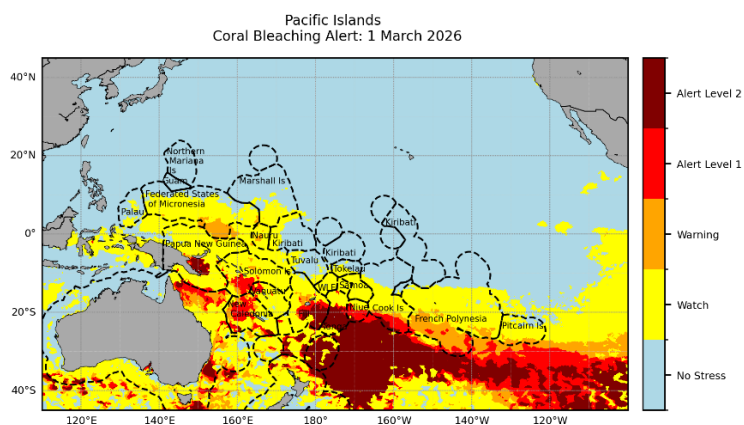 Pacific Islands
Coral Bleaching Alert: 1 March 2026
40°N
20°N
0°
20°S
40°S
120°E
140°E
160°E
180°
160°W
140°W
120°W
Northern
Mariana
Is
Guam
Marshall Is
Federated States
of Micronesia
Palau
Nauru
Kiribati
Kiribati
Kiribati
Papua New Guinea
Tuvalu
Solomon Is
Tokelau
Samoa
Vanuatu
New
Caledonia
Niue
Cook Is
French Polynesia
Pitcairn Is
Alert Level 2
Alert Level 1
Warning
Watch
No Stress